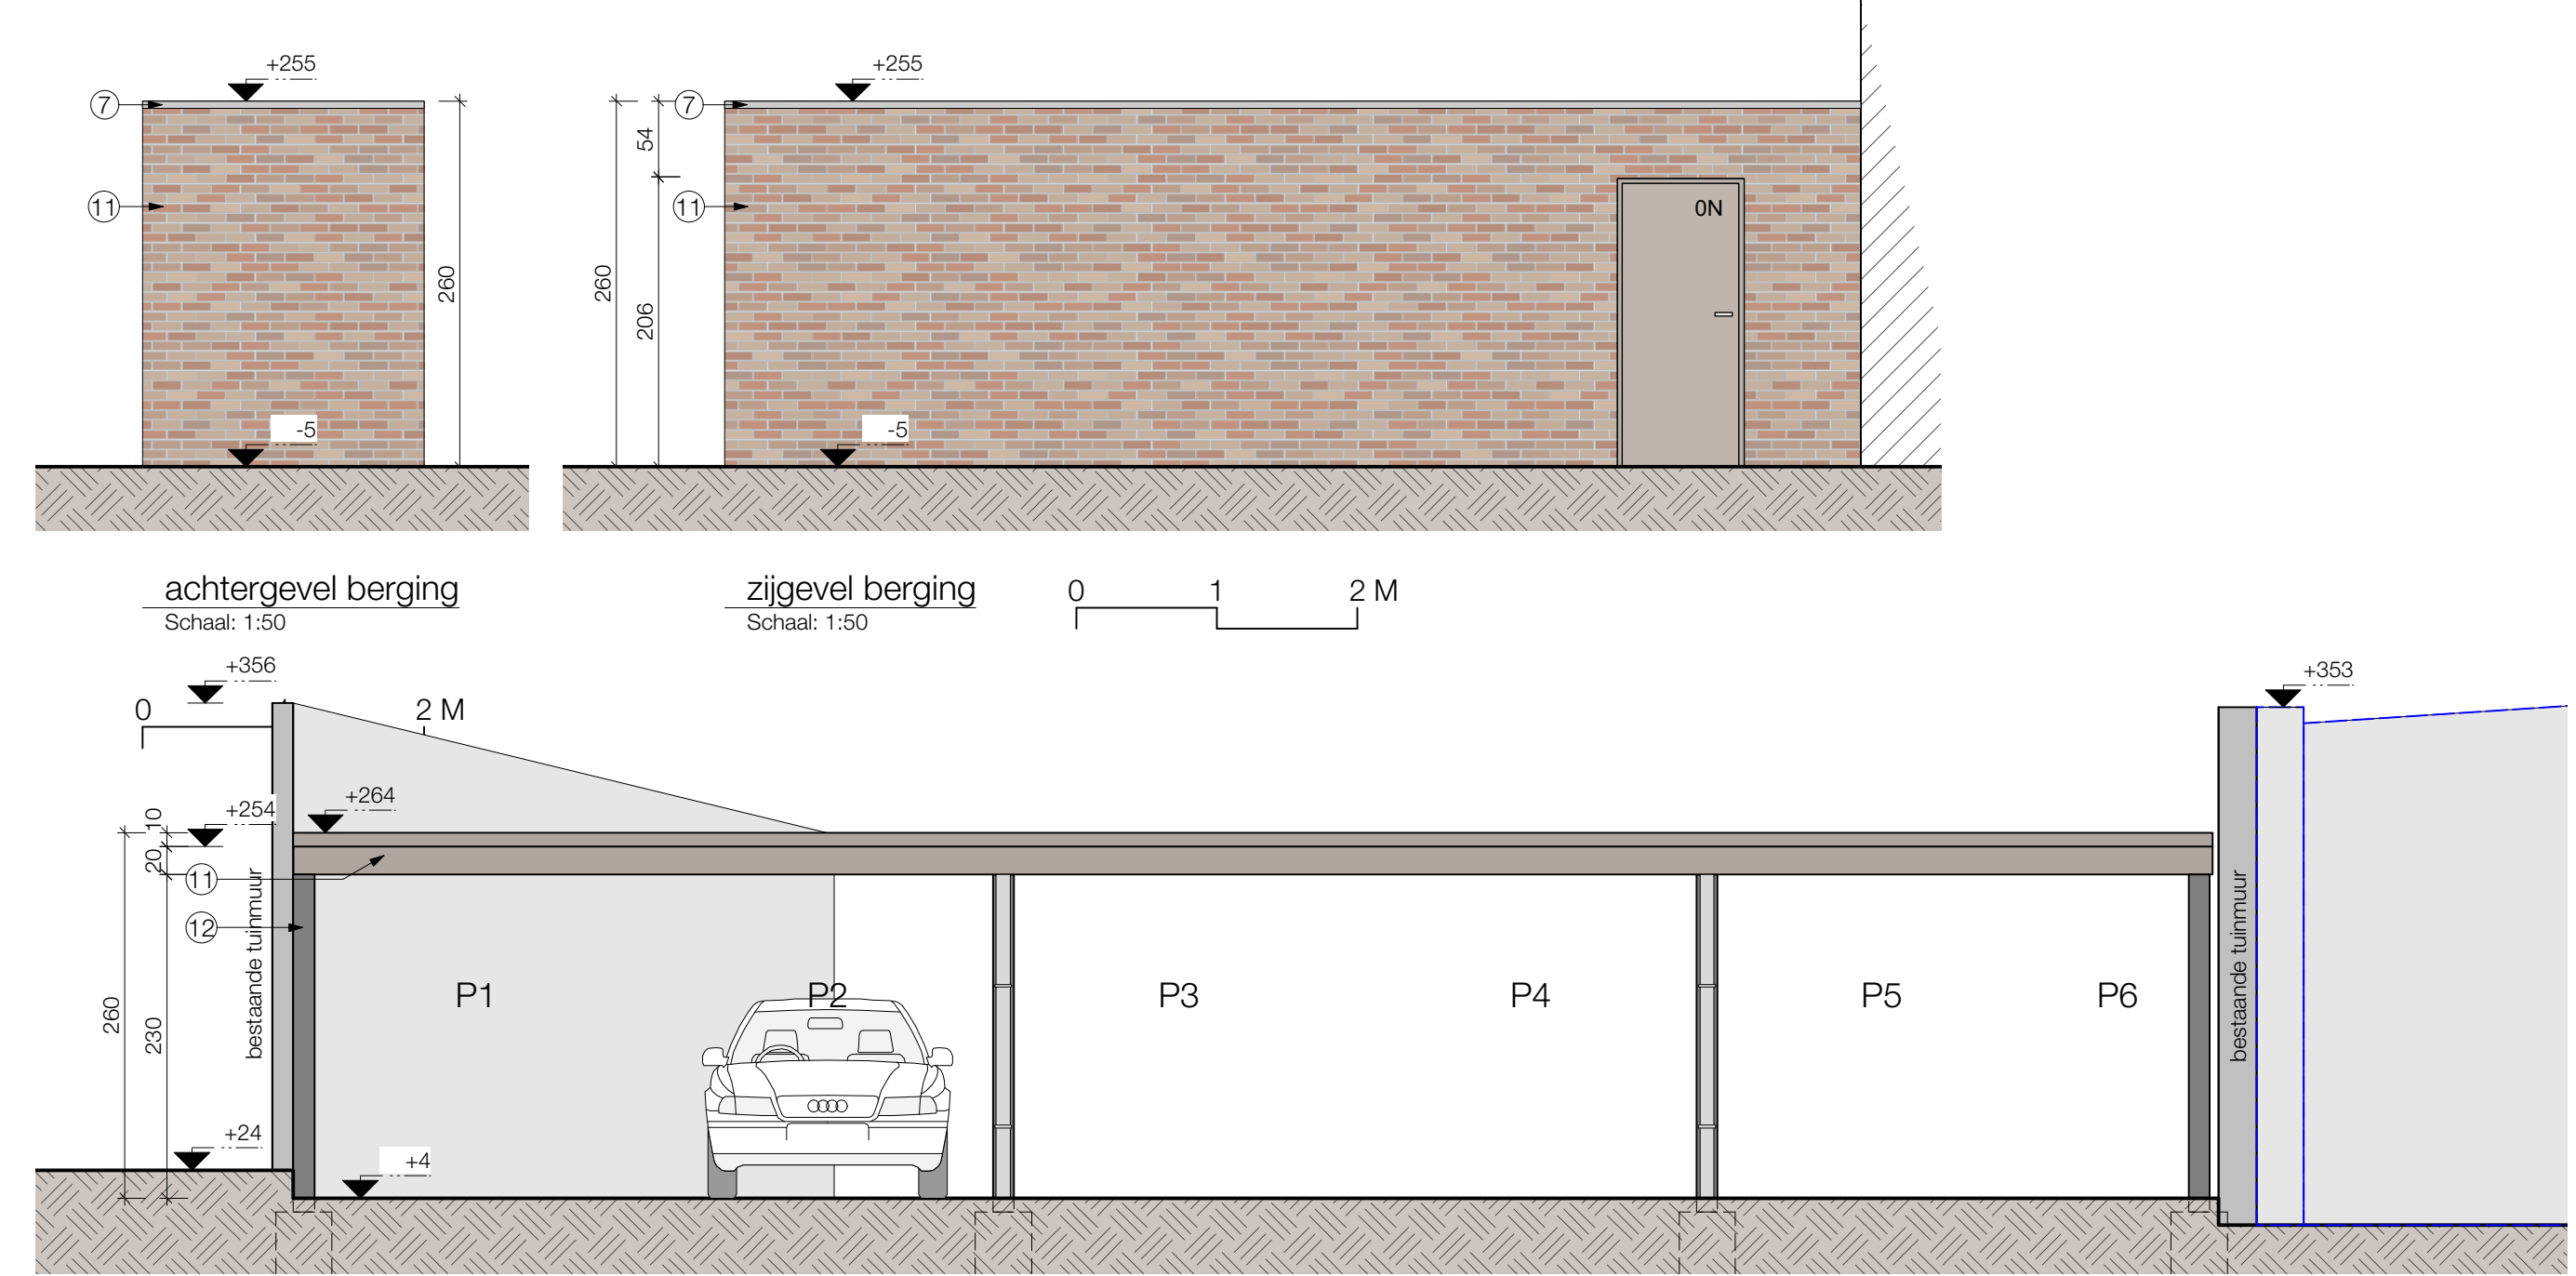 +255
+255
7
7
54
11
11
0N
260
260
206
-5
-5
achtergevel berging
Schaal: 1:50
zijgevel berging
Schaal: 1:50
0 1 2 M
+356
+353
0
2 M
10
+254
+264
20
11
bestaande tuinmuur
bestaande tuinmuur
12
P1
P2
P3
P4
P5
P6
260
230
+24
+4